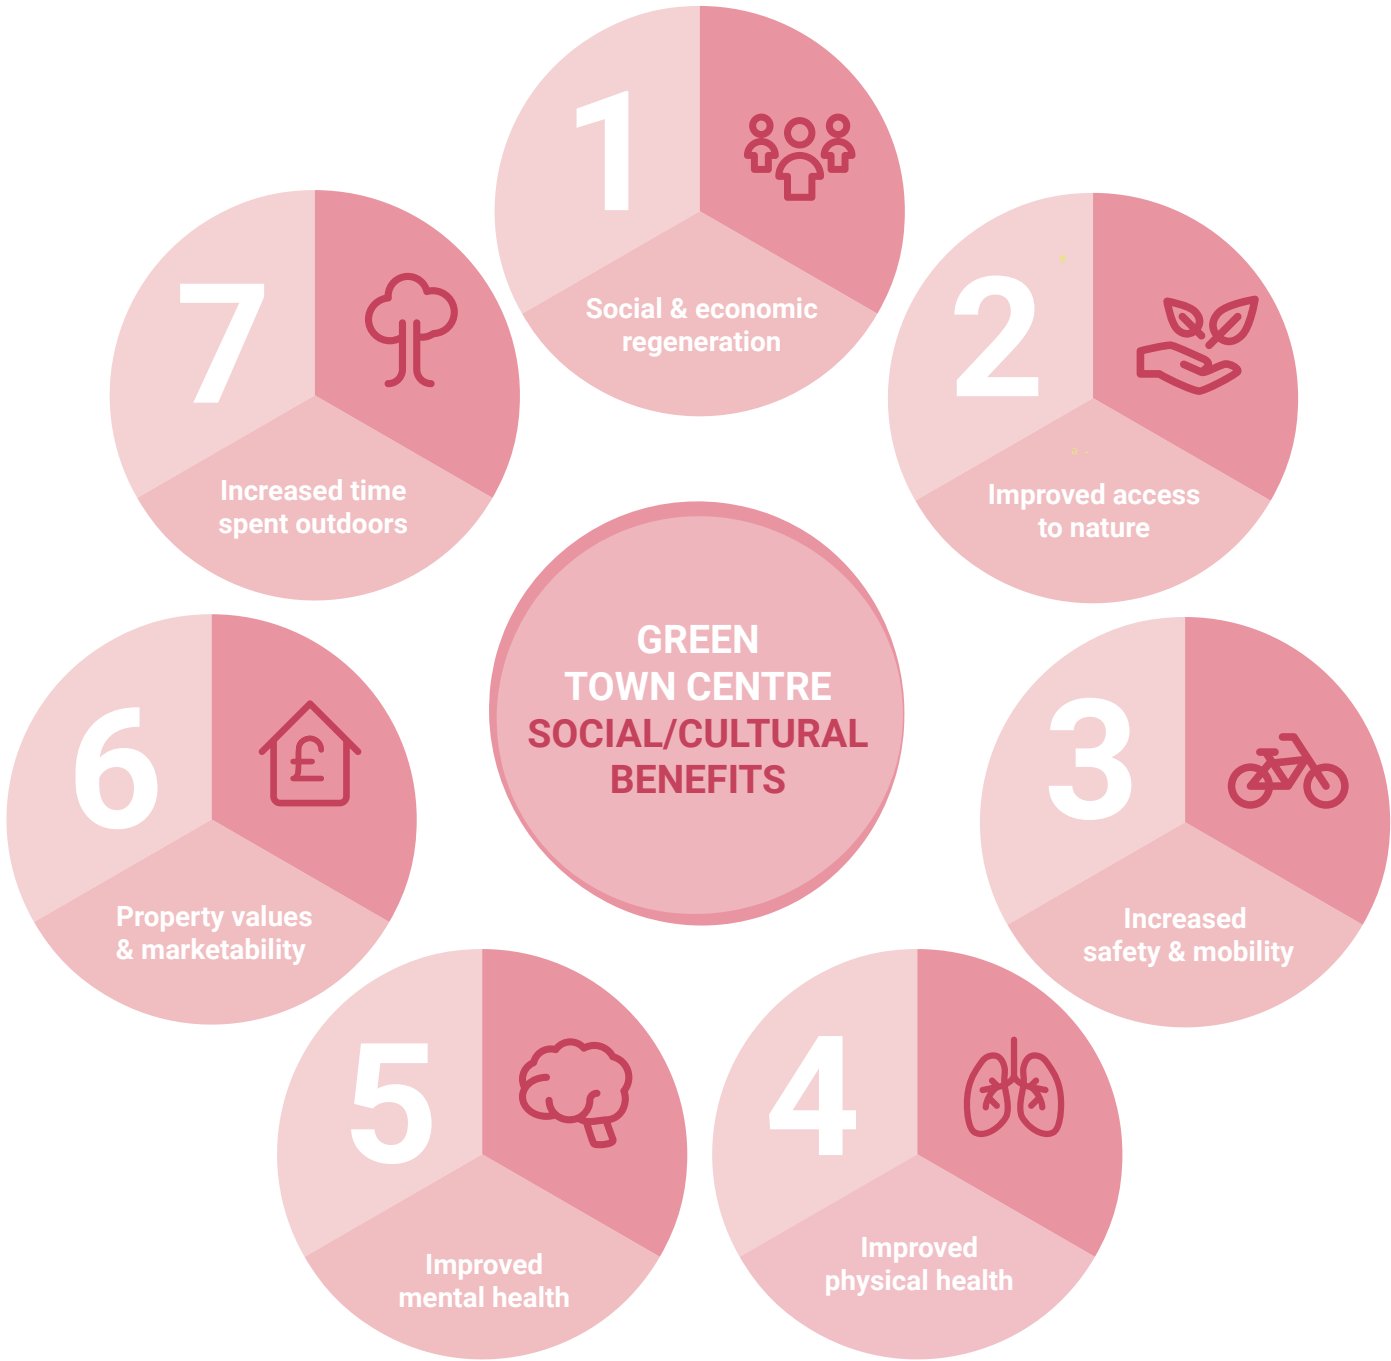 GREEN
TOWN CENTRE
SOCIAL/CULTURAL
BENEFITS
1
Social & economic
regeneration
2
Improved access
to nature
3
Increased
safety & mobility
4
Improved
physical health
5
Improved
mental health
6
£
Property values
& marketability
7
Increased time
spent outdoors